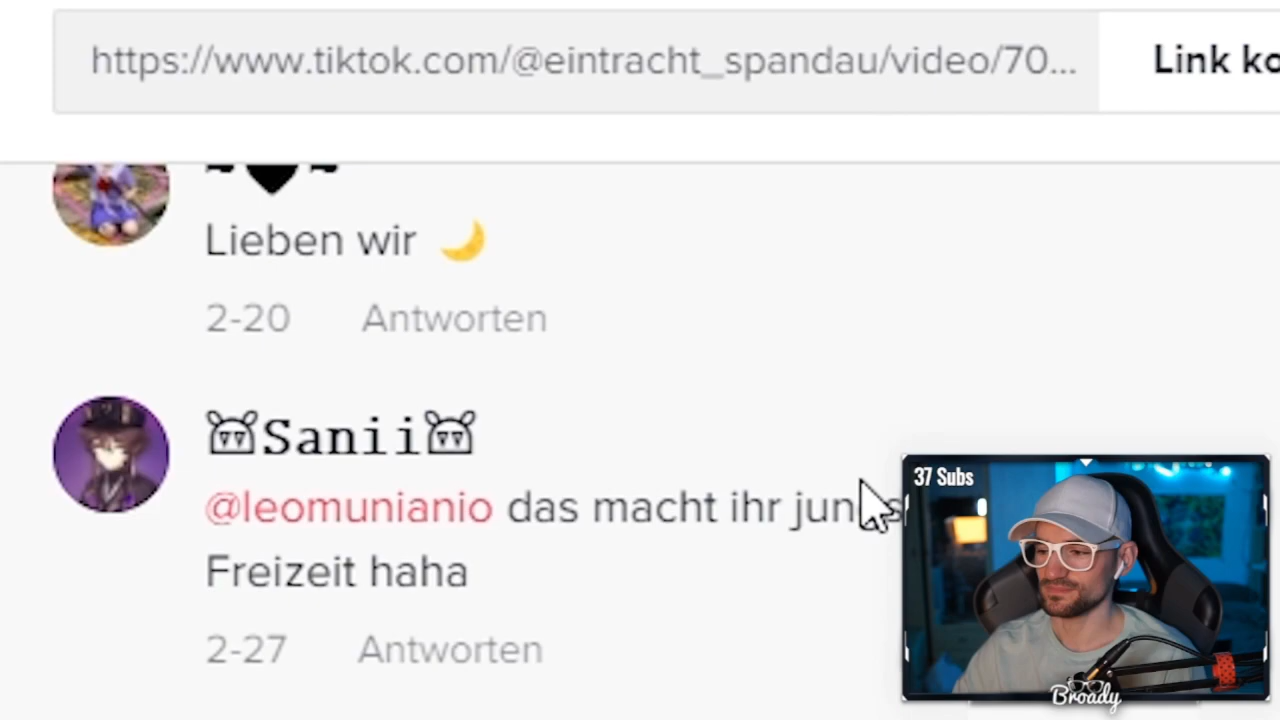 https://www.tiktok.com/@eintracht_spandau/video/70...
Link ko
Lieben wir 🌙
2-20 Antworten
Sanii
@leomunianio das macht ihr jungs
Freizeit haha
2-27 Antworten
37 Subs
Broady